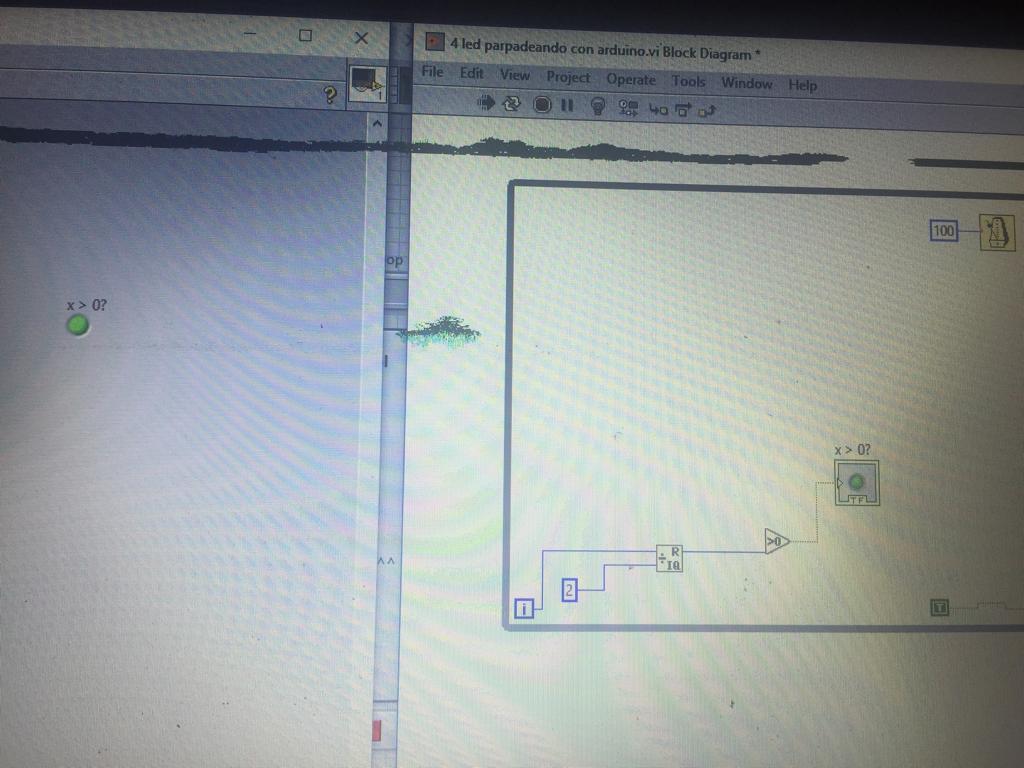 4 led parpadeando con arduino.vi Block Diagram *
File Edit View Project Operate Tools Window Help
?
1
100
op
x > 0?
x > 0?
TF
>0
R
IQ
2
i
T